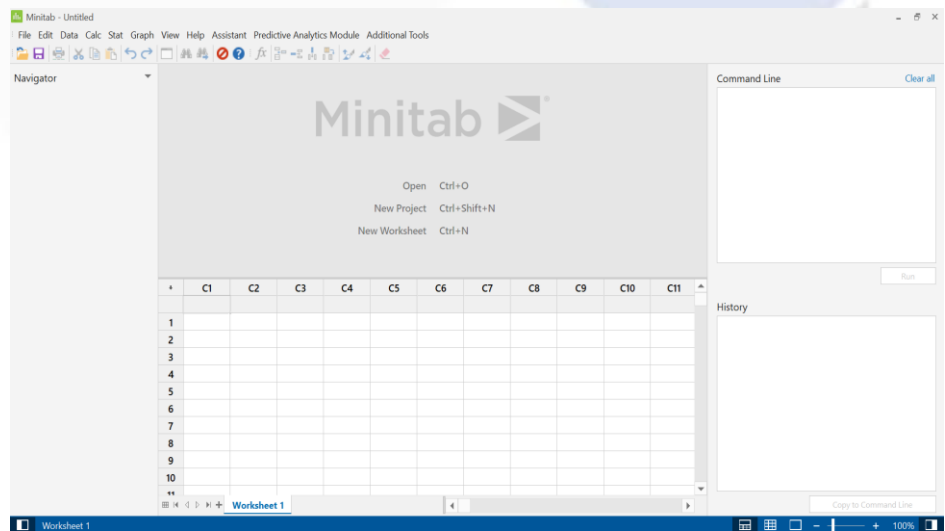 Minitab - Untitled
File Edit Data Calc Stat Graph View Help Assistant Predictive Analytics Module Additional Tools
Navigator
Minitab
Open Ctrl+O
New Project Ctrl+Shift+N
New Worksheet Ctrl+N
C1 C2 C3 C4 C5 C6 C7 C8 C9 C10 C11
1
2
3
4
5
6
7
8
9
10
11
Worksheet 1
Command Line Clear all
Run
History
Copy to Command Line
Worksheet 1
100%